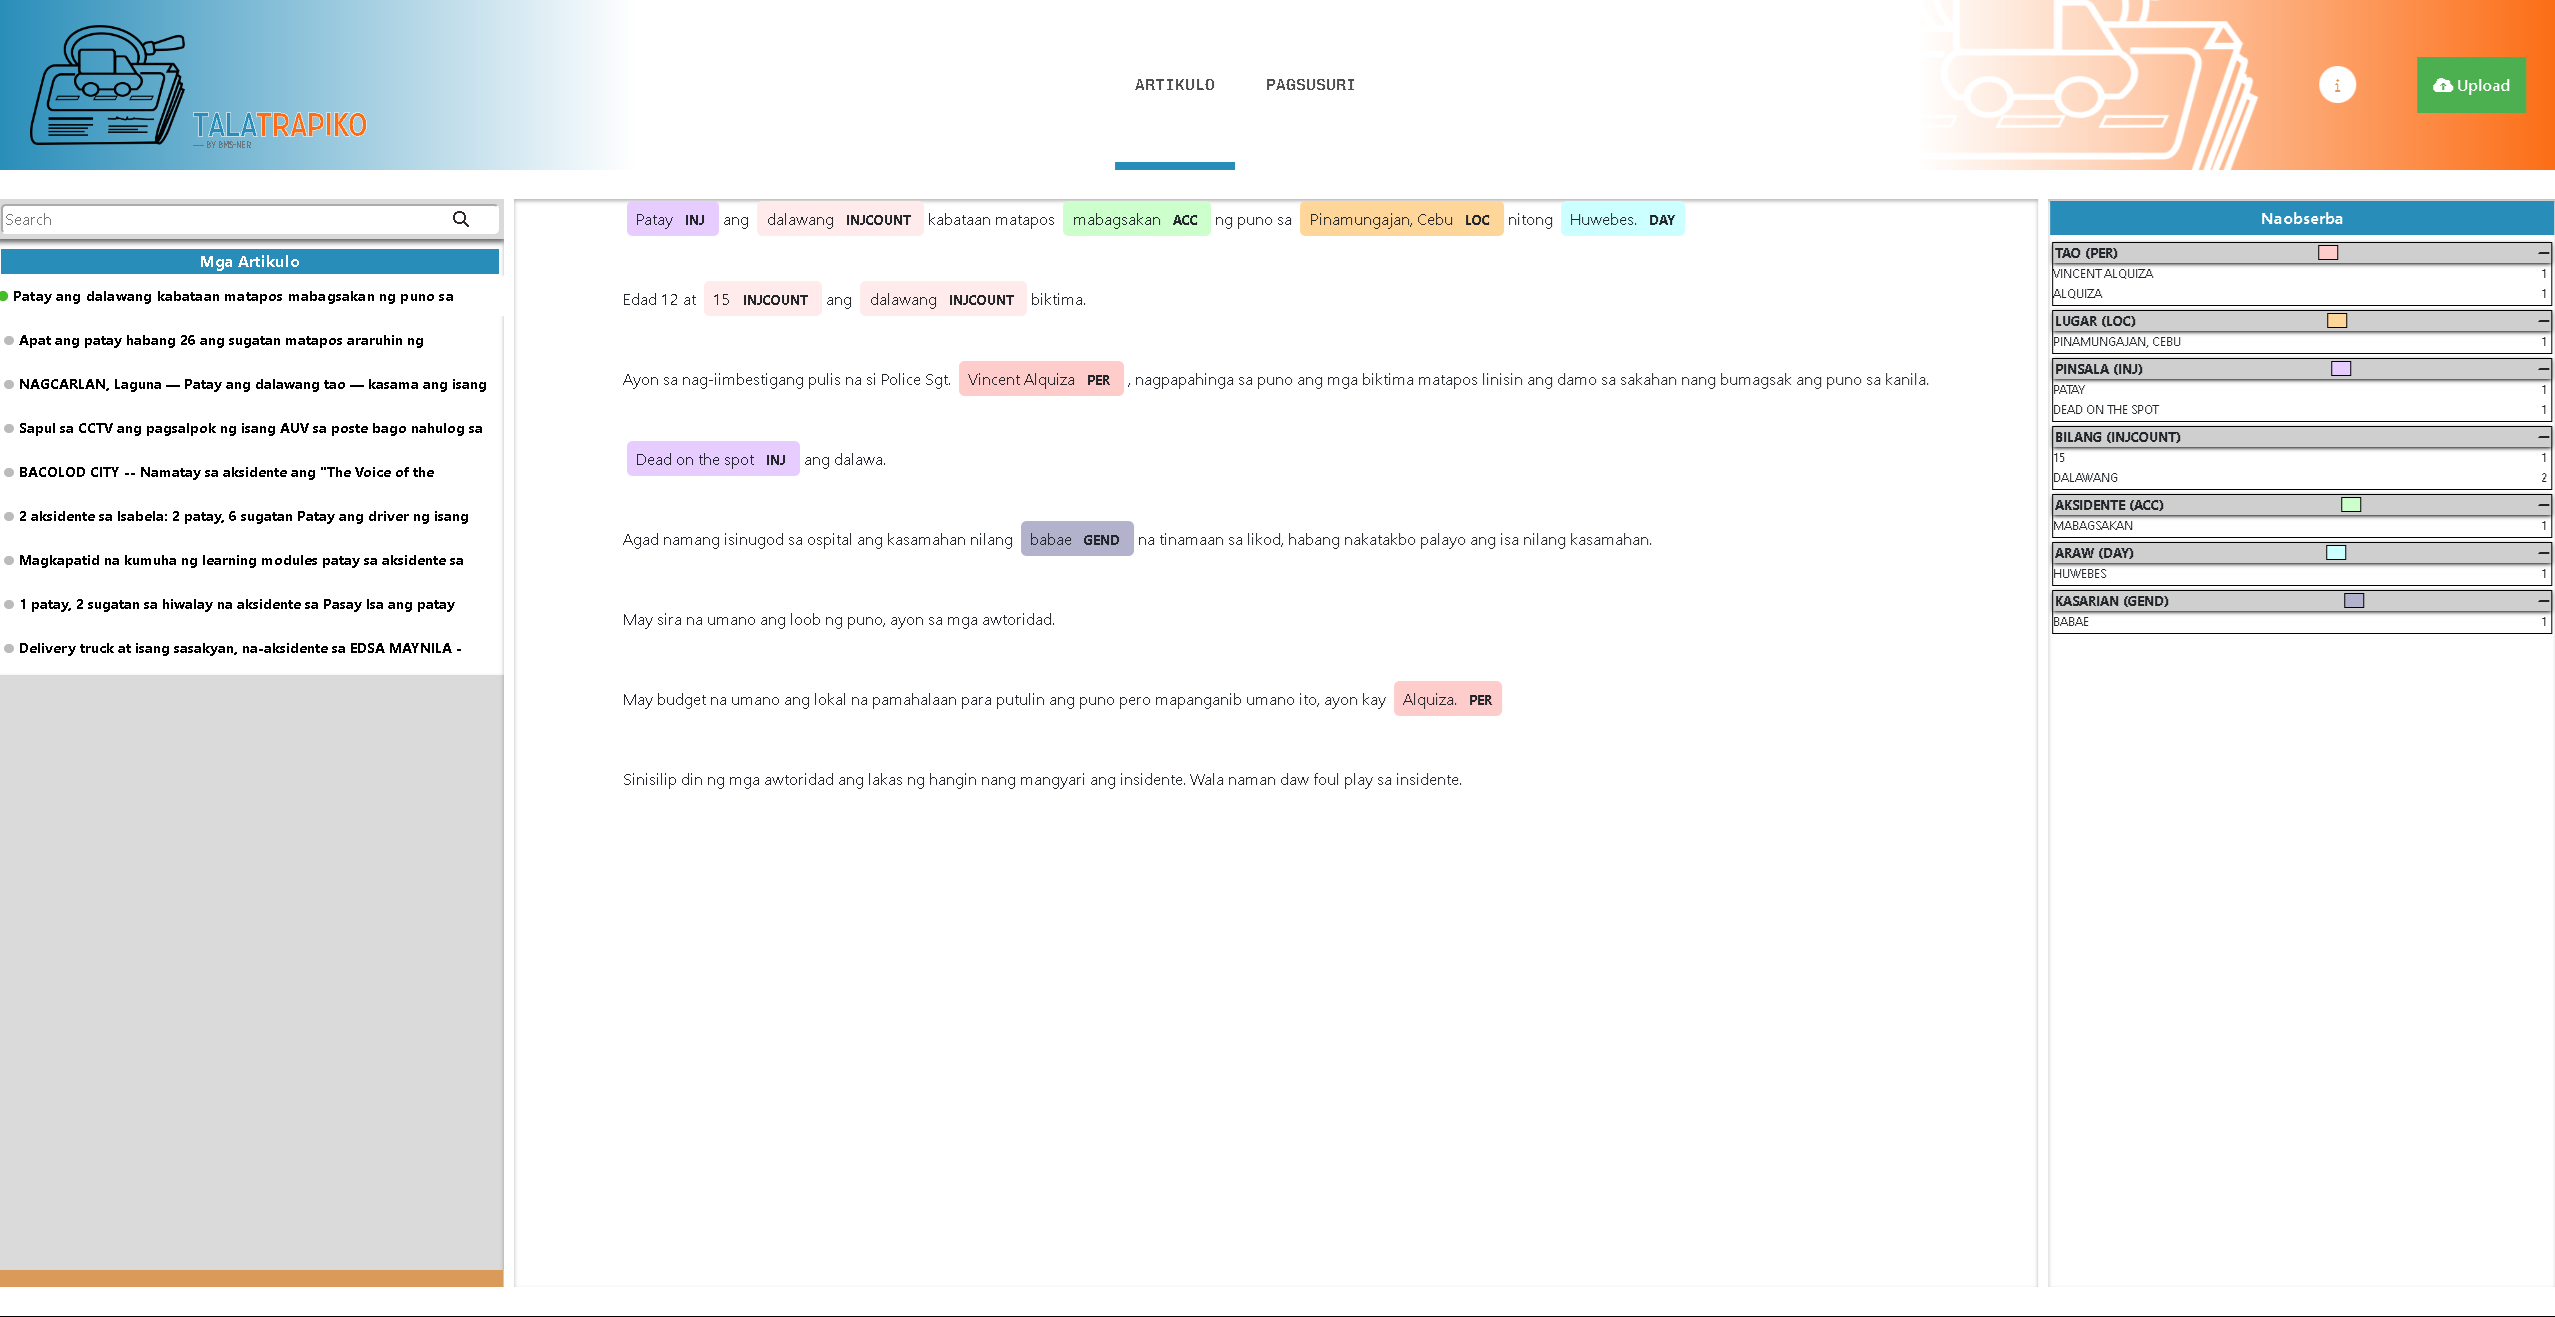 TALATRAPIKO
— BY BMS-NER
ARTIKULO
PAGSUSURI
i
Upload
Search
Mga Artikulo
Patay ang dalawang kabataan matapos mabagsakan ng puno sa
Apat ang patay habang 26 ang sugatan matapos araruhin ng
NAGCARLAN, Laguna — Patay ang dalawang tao — kasama ang isang
Sapul sa CCTV ang pagsalpok ng isang AUV sa poste bago nahulog sa
BACOLOD CITY -- Namatay sa aksidente ang "The Voice of the
2 aksidente sa Isabela: 2 patay, 6 sugatan Patay ang driver ng isang
Magkapatid na kumuha ng learning modules patay sa aksidente sa
1 patay, 2 sugatan sa hiwalay na aksidente sa Pasay Isa ang patay
Delivery truck at isang sasakyan, na-aksidente sa EDSA MAYNILA -
Patay INJ ang dalawang INJCOUNT kabataan matapos mabagsakan ACC ng puno sa Pinamungajan, Cebu LOC nitong Huwebes. DAY
Edad 12 at 15 INJCOUNT ang dalawang INJCOUNT biktima.
Ayon sa nag-iimbestigang pulis na si Police Sgt. Vincent Alquiza PER , nagpapahinga sa puno ang mga biktima matapos linisin ang damo sa sakahan nang bumagsak ang puno sa kanila.
Dead on the spot INJ ang dalawa.
Agad namang isinugod sa ospital ang kasamahan nilang babae GEND na tinamaan sa likod, habang nakatakbo palayo ang isa nilang kasamahan.
May sira na umano ang loob ng puno, ayon sa mga awtoridad.
May budget na umano ang lokal na pamahalaan para putulin ang puno pero mapanganib umano ito, ayon kay Alquiza. PER
Sinisilip din ng mga awtoridad ang lakas ng hangin nang mangyari ang insidente. Wala naman daw foul play sa insidente.
Naobserba
TAO (PER) —
VINCENT ALQUIZA 1
ALQUIZA 1
LUGAR (LOC) —
PINAMUNGAJAN, CEBU 1
PINSALA (INJ) —
PATAY 1
DEAD ON THE SPOT 1
BILANG (INJCOUNT) —
15 1
DALAWANG 2
AKSIDENTE (ACC) —
MABAGSAKAN 1
ARAW (DAY) —
HUWEBES 1
KASARIAN (GEND) —
BABAE 1